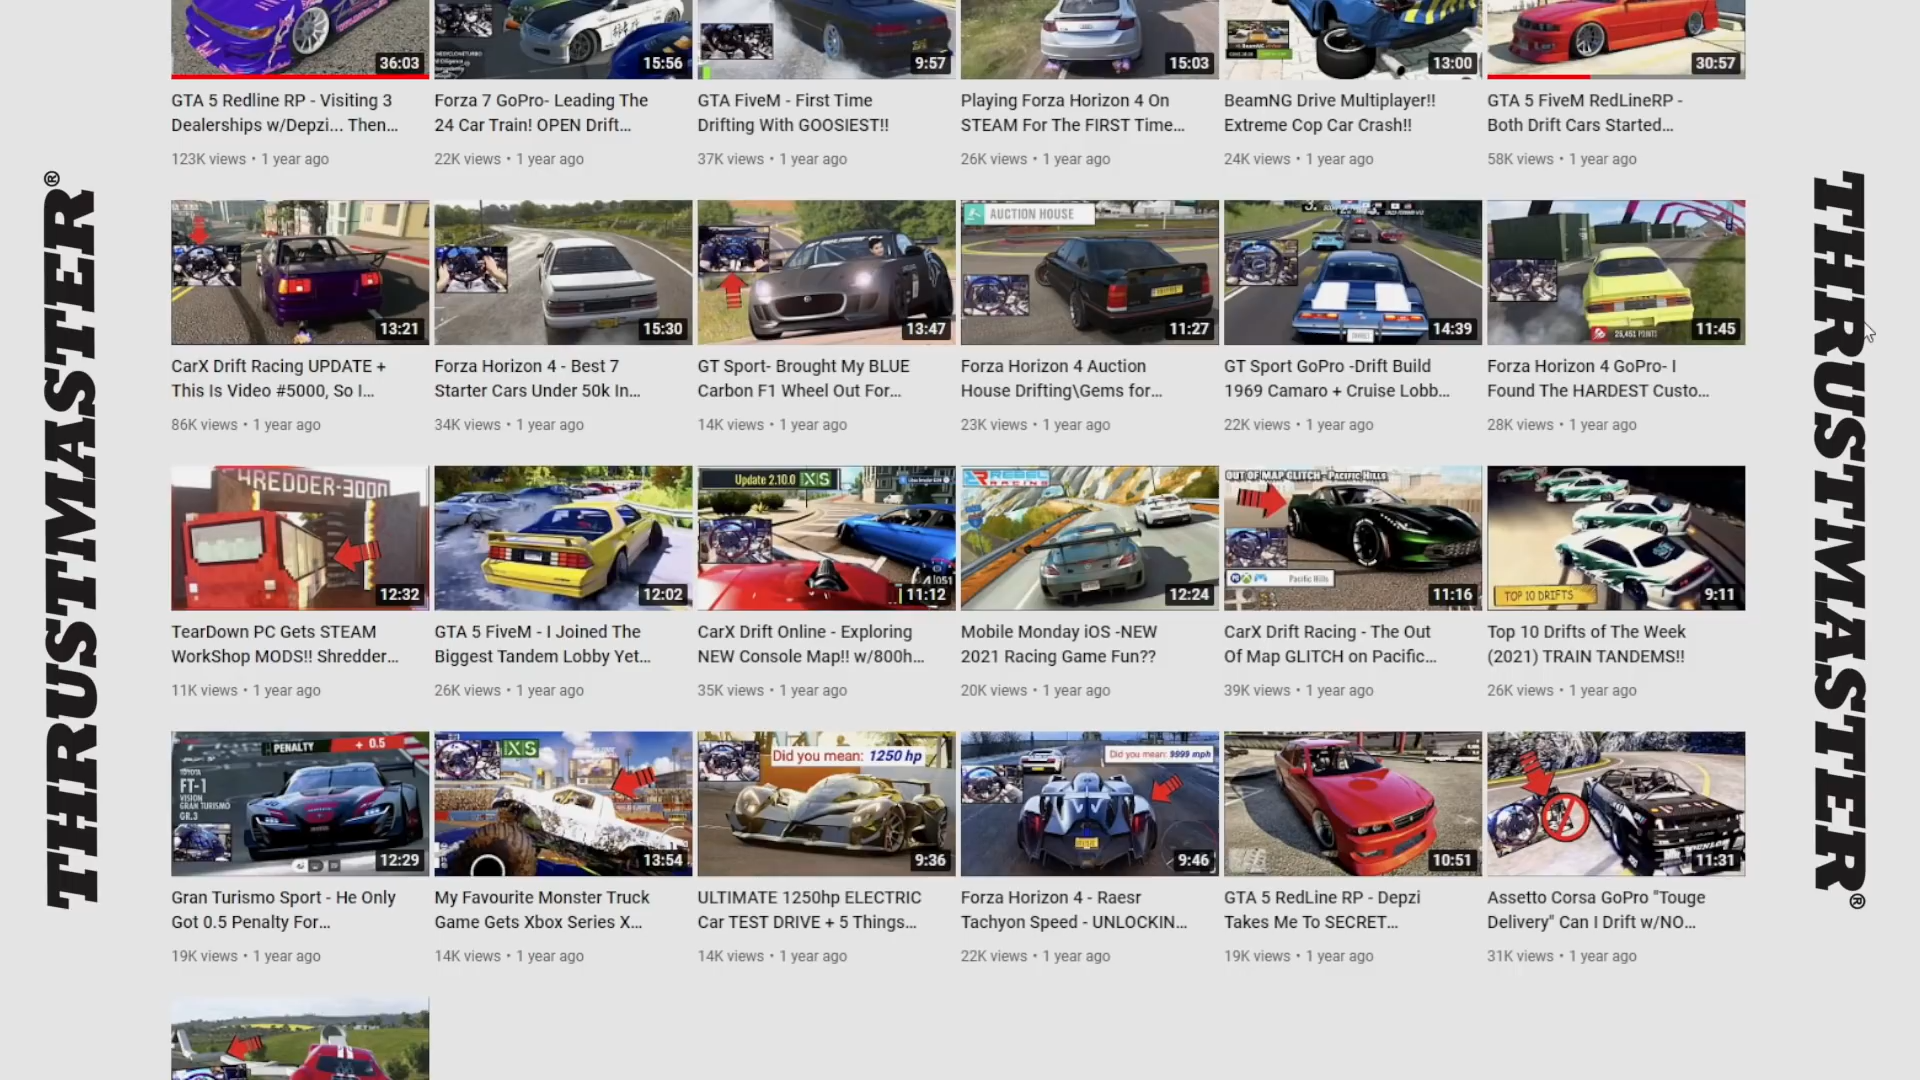 36:03
15:56
9:57
15:03
13:00
30:57
GTA 5 Redline RP - Visiting 3
Dealerships w/Depzi... Then...
123K views • 1 year ago
Forza 7 GoPro- Leading The
24 Car Train! OPEN Drift...
22K views • 1 year ago
GTA FiveM - First Time
Drifting With GOOSIEST!!
37K views • 1 year ago
Playing Forza Horizon 4 On
STEAM For The FIRST Time...
26K views • 1 year ago
BeamNG Drive Multiplayer!!
Extreme Cop Car Crash!!
24K views • 1 year ago
GTA 5 FiveM RedLineRP -
Both Drift Cars Started...
58K views • 1 year ago
THRUSTMASTER®
THRUSTMASTER®
13:21
15:30
13:47
AUCTION HOUSE
11:27
14:39
11:45
CarX Drift Racing UPDATE +
This Is Video #5000, So I...
86K views • 1 year ago
Forza Horizon 4 - Best 7
Starter Cars Under 50k In...
34K views • 1 year ago
GT Sport- Brought My BLUE
Carbon F1 Wheel Out For...
14K views • 1 year ago
Forza Horizon 4 Auction
House Drifting\Gems for...
23K views • 1 year ago
GT Sport GoPro -Drift Build
1969 Camaro + Cruise Lobb...
22K views • 1 year ago
Forza Horizon 4 GoPro- I
Found The HARDEST Custo...
28K views • 1 year ago
SHREDDER-3000
12:32
12:02
Update 2.10.0 X|S
11:12
REBEL
RACING
12:24
OUT OF MAP GLITCH - PACIFIC HILLS
Pacific Hills
11:16
TOP 10 DRIFTS
9:11
TearDown PC Gets STEAM
WorkShop MODS!! Shredder...
11K views • 1 year ago
GTA 5 FiveM - I Joined The
Biggest Tandem Lobby Yet...
26K views • 1 year ago
CarX Drift Online - Exploring
NEW Console Map!! w/800h...
35K views • 1 year ago
Mobile Monday iOS -NEW
2021 Racing Game Fun??
20K views • 1 year ago
CarX Drift Racing - The Out
Of Map GLITCH on Pacific...
39K views • 1 year ago
Top 10 Drifts of The Week
(2021) TRAIN TANDEMS!!
26K views • 1 year ago
PENALTY + 0.5
TOYOTA
FT-1
VISION
GRAN TURISMO
GR.3
12:29
X|S
13:54
Did you mean: 1250 hp
9:36
Did you mean: 9999 mph
9:46
10:51
11:31
Gran Turismo Sport - He Only
Got 0.5 Penalty For...
19K views • 1 year ago
My Favourite Monster Truck
Game Gets Xbox Series X...
14K views • 1 year ago
ULTIMATE 1250hp ELECTRIC
Car TEST DRIVE + 5 Things...
14K views • 1 year ago
Forza Horizon 4 - Raesr
Tachyon Speed - UNLOCKIN...
22K views • 1 year ago
GTA 5 RedLine RP - Depzi
Takes Me To SECRET...
19K views • 1 year ago
Assetto Corsa GoPro "Touge
Delivery" Can I Drift w/NO...
31K views • 1 year ago